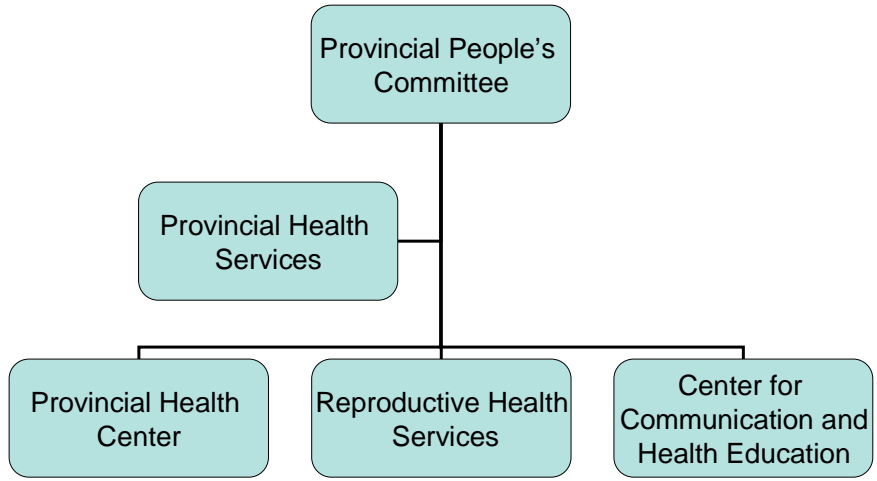 Provincial People’s
Committee
Provincial Health
Services
Provincial Health
Center
Reproductive Health
Services
Center for
Communication and
Health Education